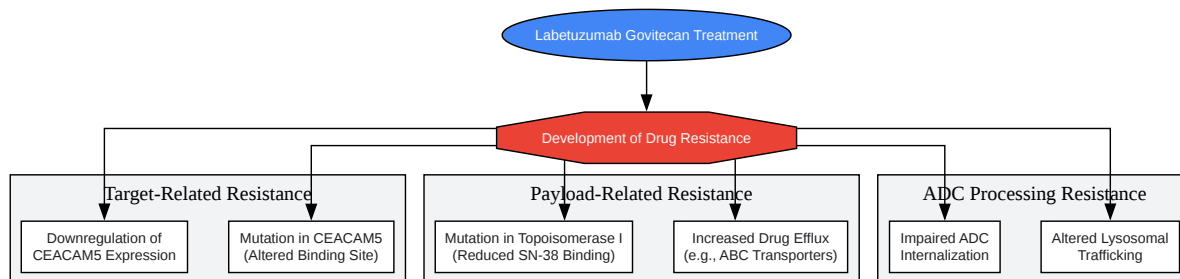 Labetuzumab Govitecan Treatment
Development of Drug Resistance
Target-Related Resistance
Downregulation of
CEACAM5 Expression
Mutation in CEACAM5
(Altered Binding Site)
Payload-Related Resistance
Mutation in Topoisomerase I
(Reduced SN-38 Binding)
Increased Drug Efflux
(e.g., ABC Transporters)
ADC Processing Resistance
Impaired ADC
Internalization
Altered Lysosomal
Trafficking